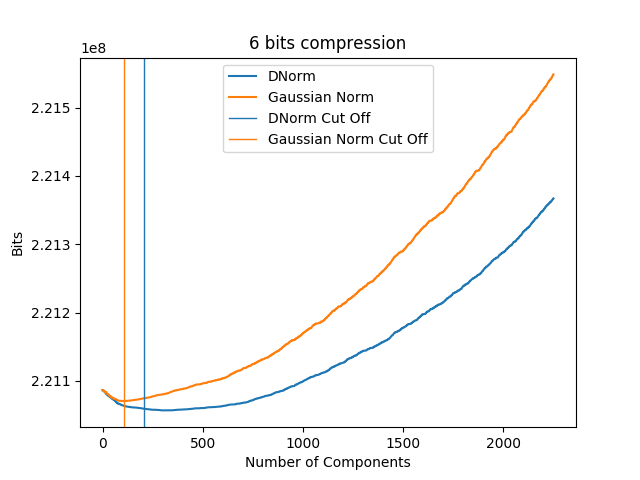 6 bits compression
1e8
DNorm
Gaussian Norm
DNorm Cut Off
Gaussian Norm Cut Off
2.215
2.214
2.213
2.212
2.211
Bits
0 500 1000 1500 2000
Number of Components